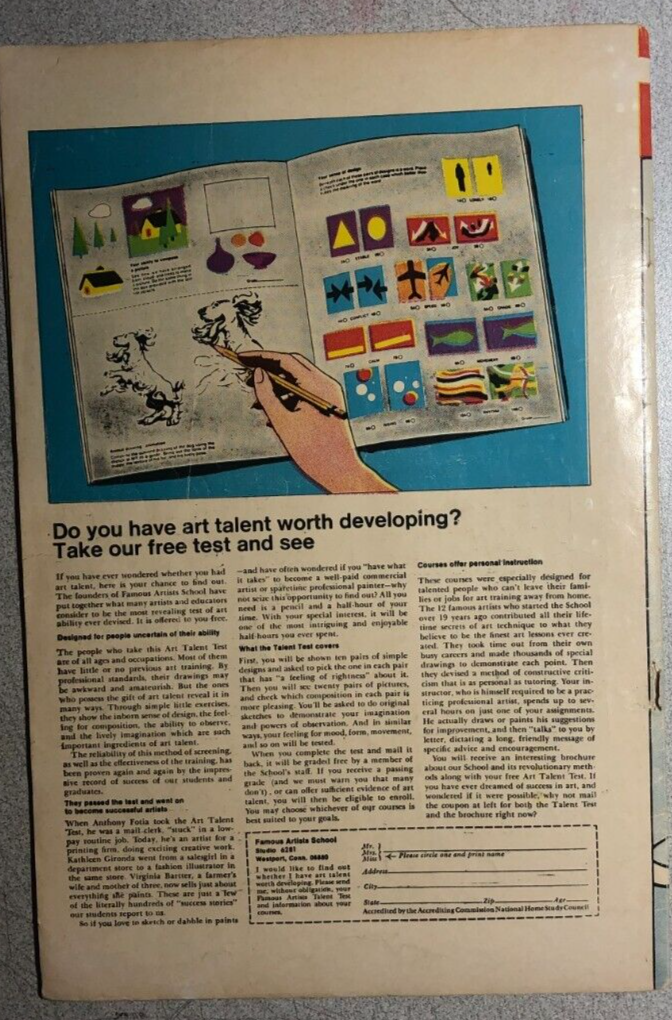 Your sense of design
Your ability to compose
a picture
Do you have art talent worth developing?
Take our free test and see
If you have ever wondered whether you had
art talent, here is your chance to find out.
The founders of Famous Artists School have
put together what many artists and educators
consider to be the most revealing test of art
ability ever devised. It is offered to you free.
Designed for people uncertain of their ability
The people who take this Art Talent Test
are of all ages and occupations. Most of them
have little or no previous art training. By
professional standards, their drawings may
be awkward and amateurish. But the ones
who possess the gift of art talent reveal it in
many ways. Through simple little exercises,
they show the inborn sense of design, the feel-
ing for composition, the ability to observe,
and the lively imagination which are such
important ingredients of art talent.
The reliability of this method of screening,
as well as the effectiveness of the training, has
been proven again and again by the impres-
sive record of success of our students and
graduates.
They passed the test and went on
to become successful artists
When Anthony Fotia took the Art Talent
Test, he was a mail clerk, "stuck" in a low-
pay routine job. Today, he's an artist for a
printing firm, doing exciting creative work.
Kathleen Gironda went from a salesgirl in a
department store to a fashion illustrator in
the same store. Virginia Bartter, a farmer's
wife and mother of three, now sells just about
everything she paints. These are just a few
of the literally hundreds of "success stories"
our students report to us.
So if you love to sketch or dabble in paints
—and have often wondered if you "have what
it takes" to become a well-paid commercial
artist or sparetime professional painter—why
not seize this opportunity to find out? All you
need is a pencil and a half-hour of your
time. With your special interest, it will be
one of the most intriguing and enjoyable
half-hours you ever spent.
What the Talent Test covers
First, you will be shown ten pairs of simple
designs and asked to pick the one in each pair
that has "a feeling of rightness" about it.
Then you will see twenty pairs of pictures,
and check which composition in each pair is
more pleasing. You'll be asked to do original
sketches to demonstrate your imagination
and powers of observation. And in similar
ways, your feeling for mood, form, movement,
and so on will be tested.
When you complete the test and mail it
back, it will be graded free by a member of
the School's staff. If you receive a passing
grade (and we must warn you that many
don't), or can offer sufficient evidence of art
talent, you will then be eligible to enroll.
You may choose whichever of our courses is
best suited to your goals.
Courses offer personal instruction
These courses were especially designed for
talented people who can't leave their fami-
lies or jobs for art training away from home.
The 12 famous artists who started the School
over 19 years ago contributed all their life-
time secrets of art technique to what they
believe to be the finest art lessons ever cre-
ated. They took time out from their own
busy careers and made thousands of special
drawings to demonstrate each point. Then
they devised a method of constructive criti-
cism that is as personal as tutoring. Your in-
structor, who is himself required to be a prac-
ticing professional artist, spends up to sev-
eral hours on just one of your assignments.
He actually draws or paints his suggestions
for improvement, and then "talks" to you by
letter, dictating a long, friendly message of
specific advice and encouragement.
You will receive an interesting brochure
about our School and its revolutionary meth-
ods along with your free Art Talent Test. If
you have ever dreamed of success in art, and
wondered if it were possible, why not mail
the coupon at left for both the Talent Test
and the brochure right now?
Famous Artists School
Studio 6281
Westport, Conn. 06880
I would like to find out
whether I have art talent
worth developing. Please send
me, without obligation, your
Famous Artists Talent Test
and information about your
courses.
Mr.
Mrs.
Miss Please circle one and print name
Address
City
State Zip Age
Accredited by the Accrediting Commission National Home Study Council